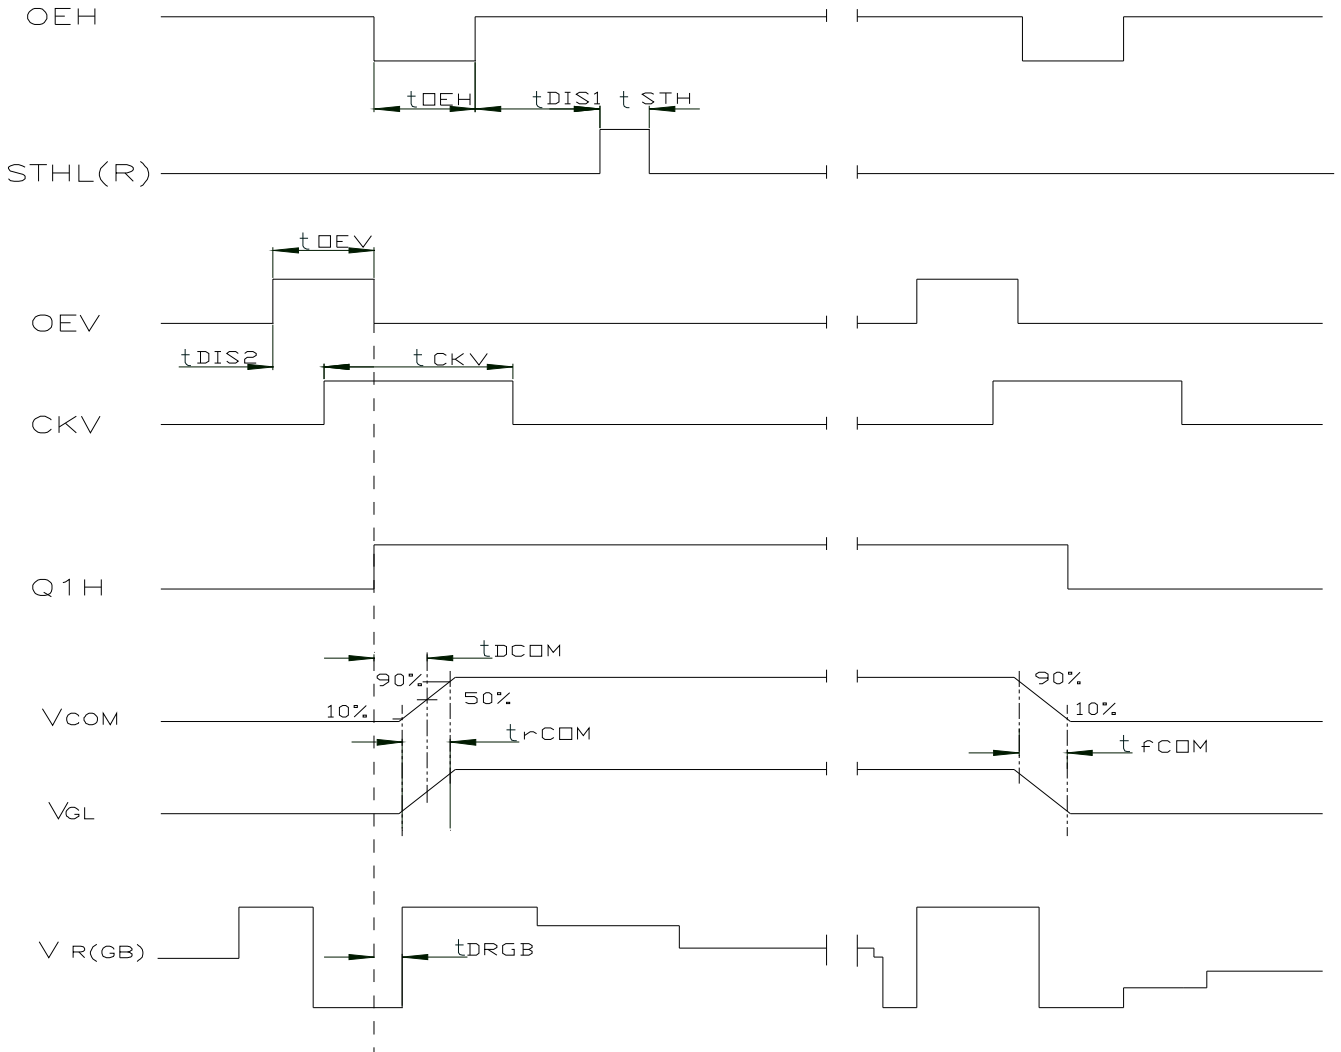 OEH
tOEH tDIS1 t STH
STHL(R)
tOEV
OEV
tDIS2 t CKV
CKV
Q1H
tDCOM
90%
50%
10%
VCOM
90%
10%
trCOM
t fCOM
VGL
V R(GB)
tDRGB